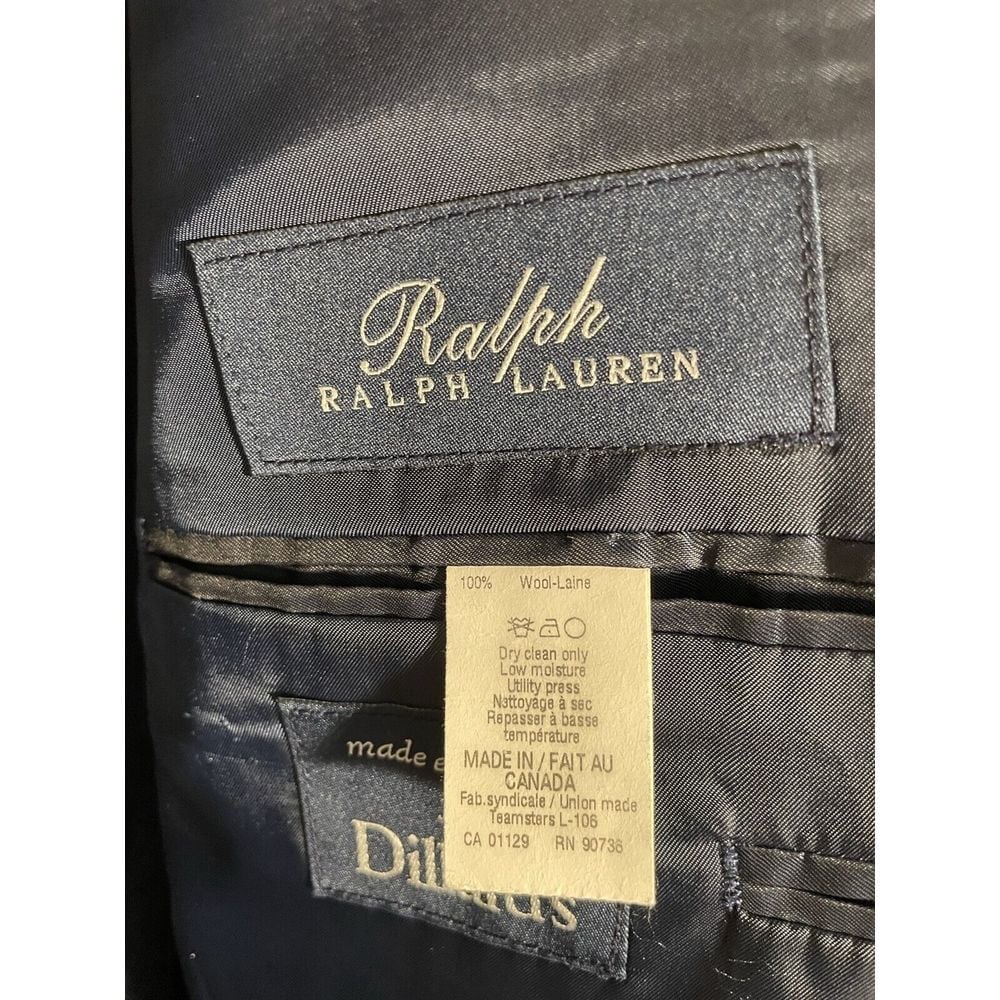 Ralph
RALPH LAUREN
100% Wool-Laine
Dry clean only
Low moisture
Utility press
Nettoyage à sec
Repasser à basse
température
MADE IN / FAIT AU
CANADA
Fab.syndicale / Union made
Teamsters L-106
CA 01129 RN 90736
made
Dillard's